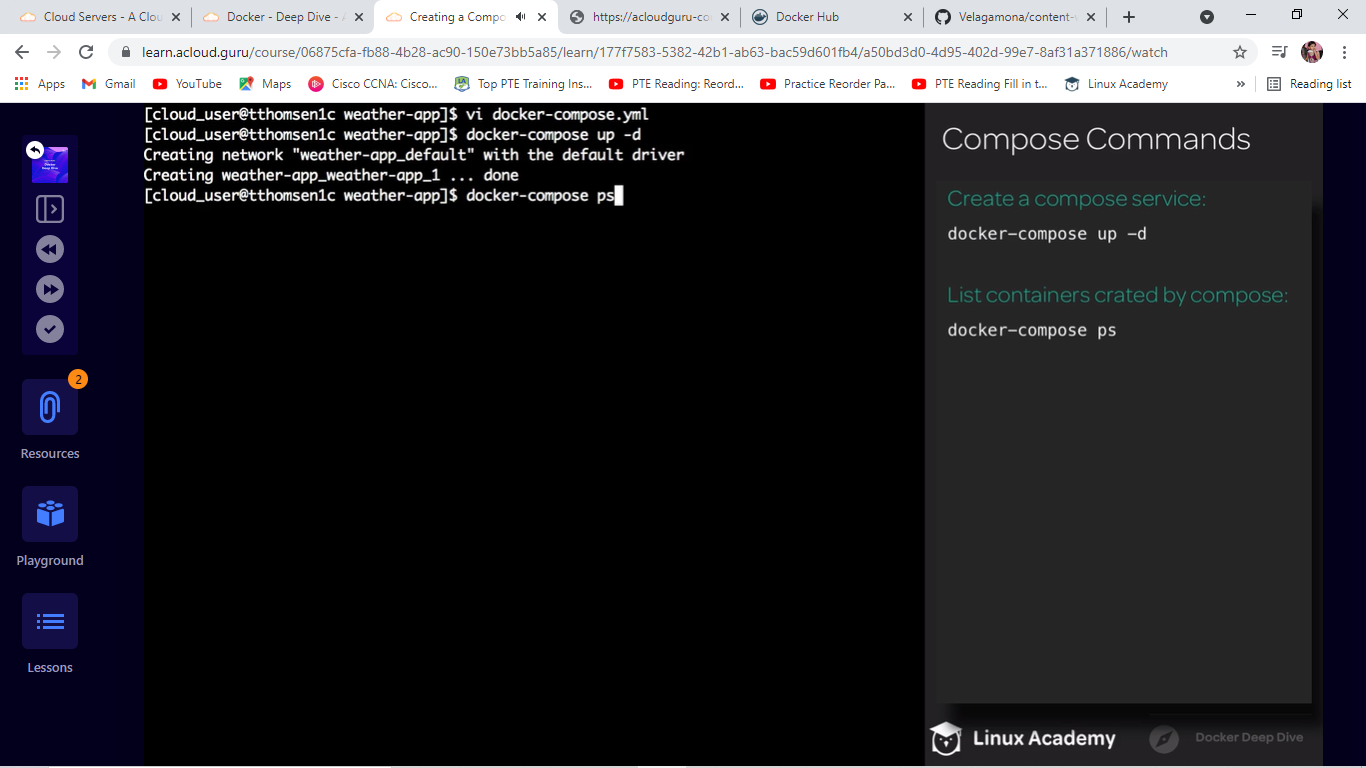 Cloud Servers - A Clou
Docker - Deep Dive - A
Creating a Compo
https://acloudguru-co
Docker Hub
Velagamona/content-
learn.acloud.guru/course/06875cfa-fb88-4b28-ac90-150e73bb5a85/learn/177f7583-5382-42b1-ab63-bac59d601fb4/a50bd3d0-4d95-402d-99e7-8af31a371886/watch
Apps
Gmail
YouTube
Maps
Cisco CCNA: Cisco...
Top PTE Training Ins...
PTE Reading: Reord...
Practice Reorder Pa...
PTE Reading Fill in t...
Linux Academy
»
Reading list
Docker
Deep Dive
2
Resources
Playground
Lessons
[cloud_user@tthomsen1c weather-app]$ vi docker-compose.yml
[cloud_user@tthomsen1c weather-app]$ docker-compose up -d
Creating network "weather-app_default" with the default driver
Creating weather-app_weather-app_1 ... done
[cloud_user@tthomsen1c weather-app]$ docker-compose ps
Compose Commands
Create a compose service:
docker-compose up -d
List containers crated by compose:
docker-compose ps
Linux Academy
Docker Deep Dive